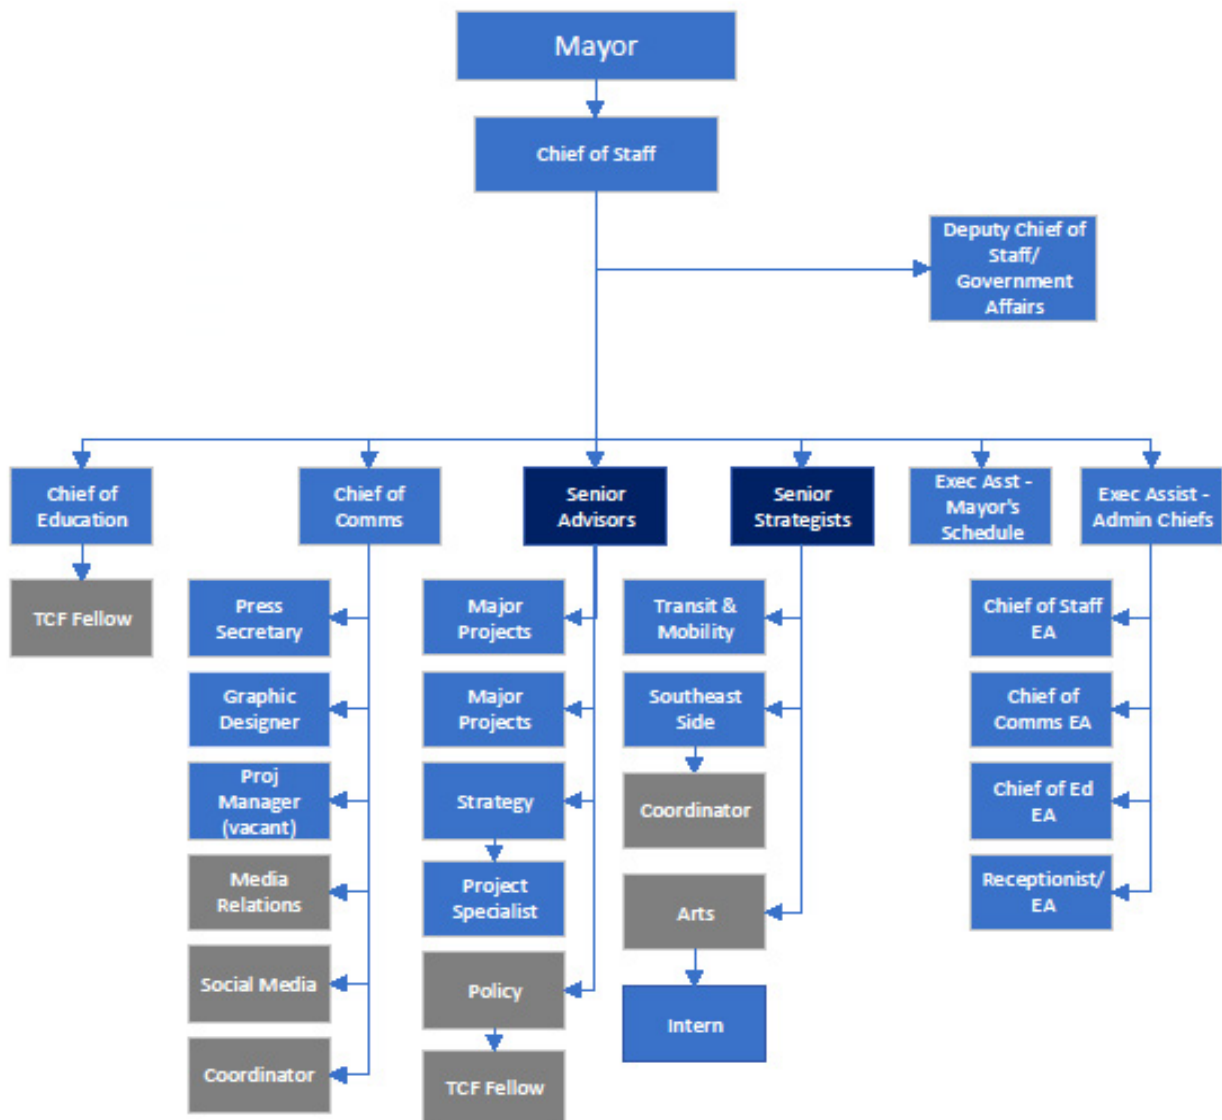 Mayor
Chief of Staff
Deputy Chief of
Staff/
Government
Affairs
Chief of
Education
Chief of
Comms
Senior
Advisors
Senior
Strategists
Exec Asst -
Mayor's
Schedule
Exec Assist -
Admin Chiefs
TCF Fellow
Press
Secretary
Graphic
Designer
Proj
Manager
(vacant)
Media
Relations
Social Media
Coordinator
Major
Projects
Major
Projects
Strategy
Project
Specialist
Policy
TCF Fellow
Transit &
Mobility
Southeast
Side
Coordinator
Arts
Intern
Chief of Staff
EA
Chief of
Comms EA
Chief of Ed
EA
Receptionist/
EA